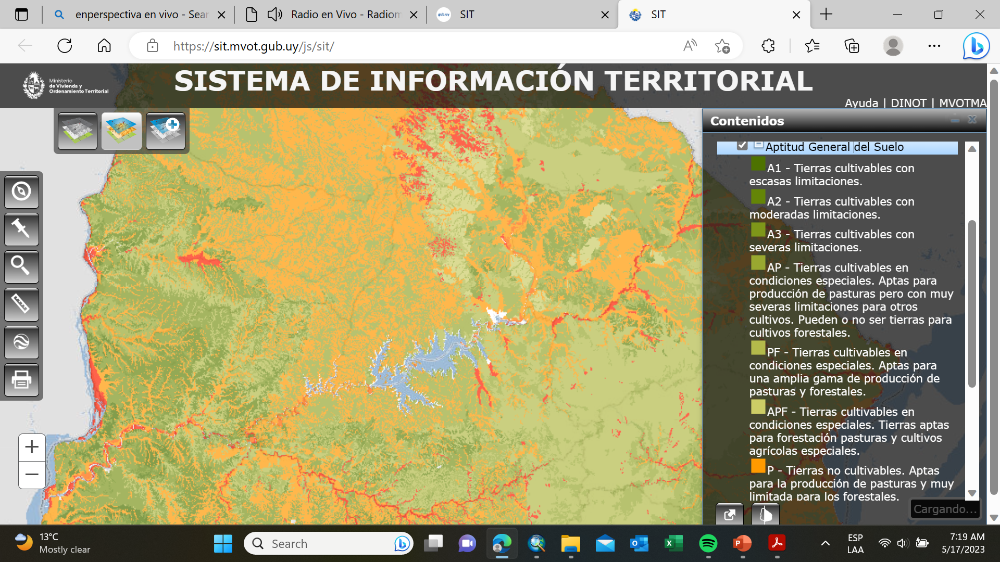 enperspectiva en vivo - Sear
Radio en Vivo - Radiom
gub.uy
SIT
SIT
https://sit.mvot.gub.uy/js/sit/
Ministerio
de Vivienda y
Ordenamiento Territorial
SISTEMA DE INFORMACIÓN TERRITORIAL
Ayuda | DINOT | MVOTMA
Contenidos
Aptitud General del Suelo
A1 - Tierras cultivables con
escasas limitaciones.
A2 - Tierras cultivables con
moderadas limitaciones.
A3 - Tierras cultivables con
severas limitaciones.
AP - Tierras cultivables en
condiciones especiales. Aptas para
producción de pasturas pero con muy
severas limitaciones para otros
cultivos. Pueden o no ser tierras para
cultivos forestales.
PF - Tierras cultivables en
condiciones especiales. Aptas para
una amplia gama de producción de
pasturas y forestales.
APF - Tierras cultivables en
condiciones especiales. Tierras aptas
para forestación pasturas y cultivos
agrícolas especiales.
P - Tierras no cultivables. Aptas
para la producción de pasturas y muy
limitada para los forestales.
Cargando...
13°C
Mostly clear
Search
ESP
LAA
7:19 AM
5/17/2023